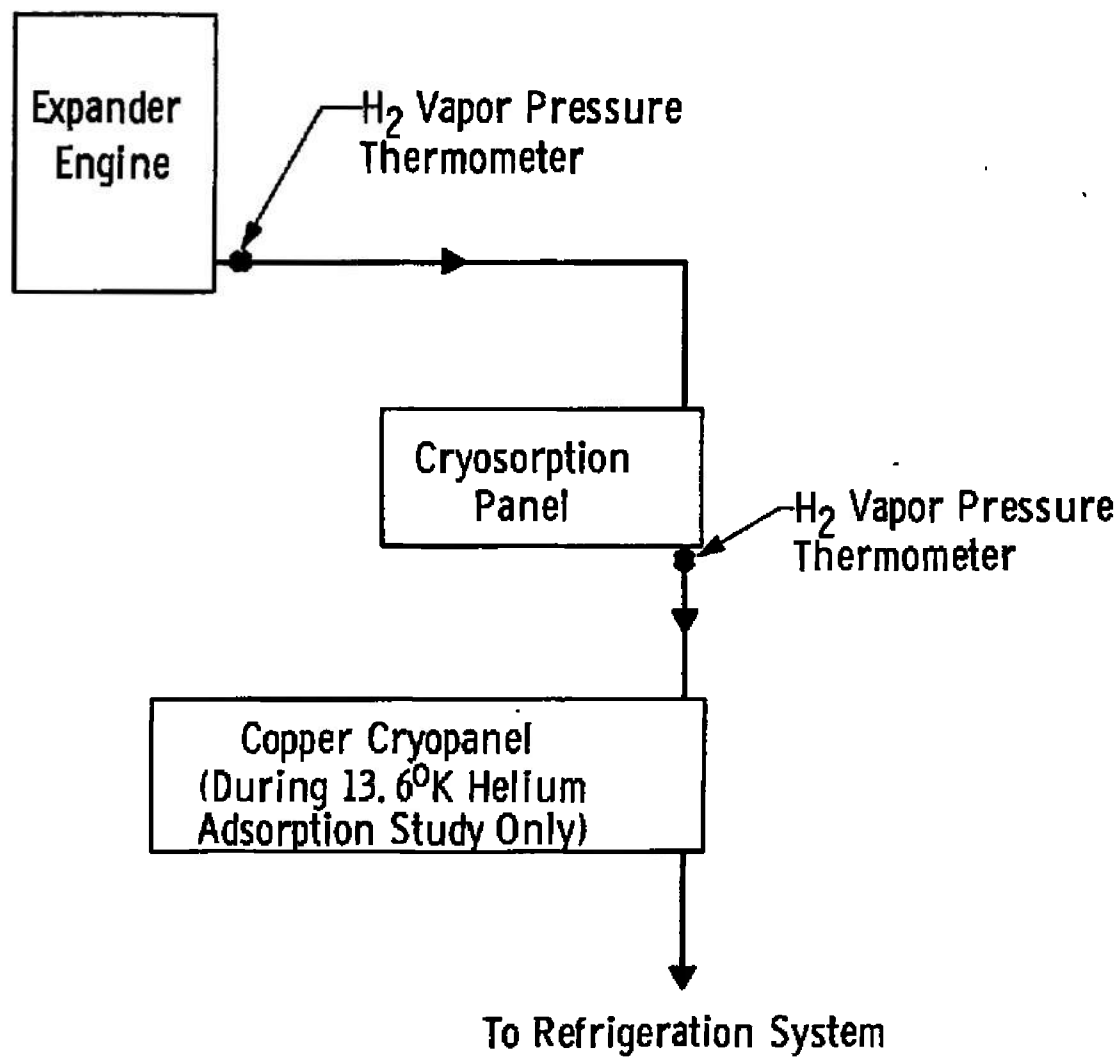 Expander
Engine
H₂ Vapor Pressure
Thermometer
Cryosorption
Panel
H₂ Vapor Pressure
Thermometer
Copper Cryopanel
(During 13.6⁰K Helium
Adsorption Study Only)
To Refrigeration System